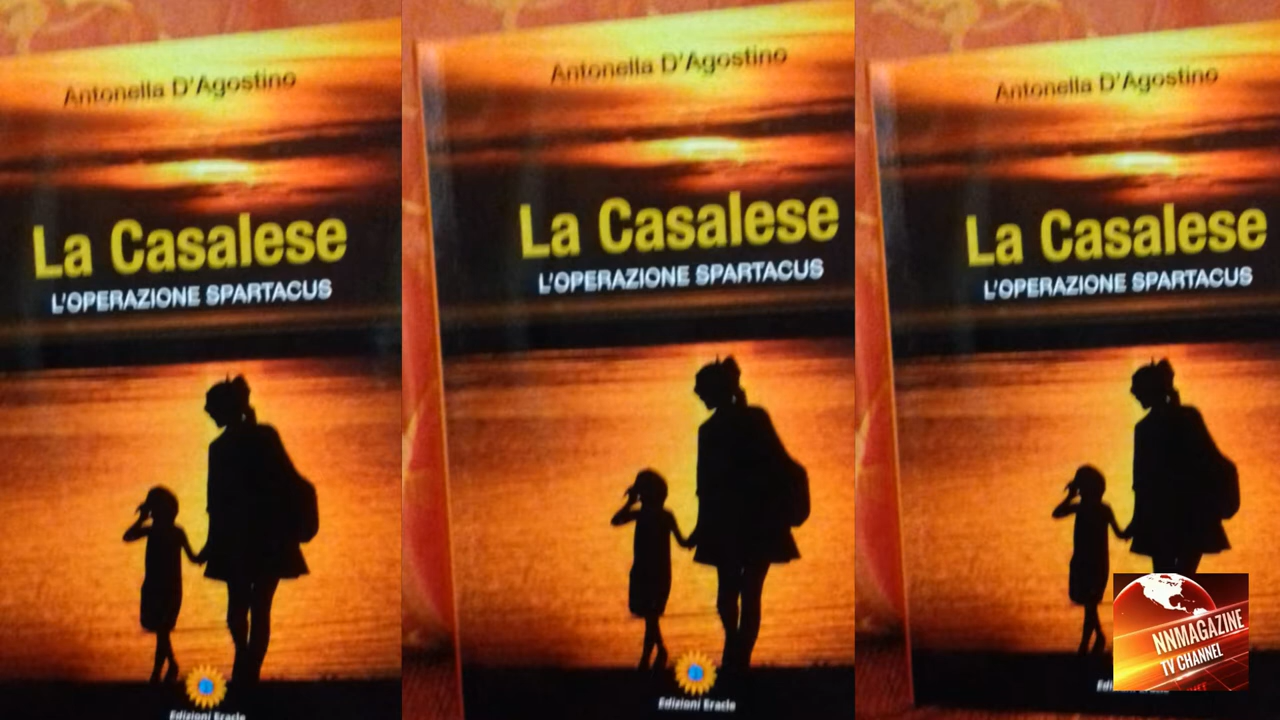 Antonella D'Agostino
La Casalese
L'OPERAZIONE SPARTACUS
Edizioni Eracle
Antonella D'Agostino
La Casalese
L'OPERAZIONE SPARTACUS
Edizioni Eracle
Antonella D'Agostino
La Casalese
L'OPERAZIONE SPARTACUS
NNMAGAZINE
TV CHANNEL